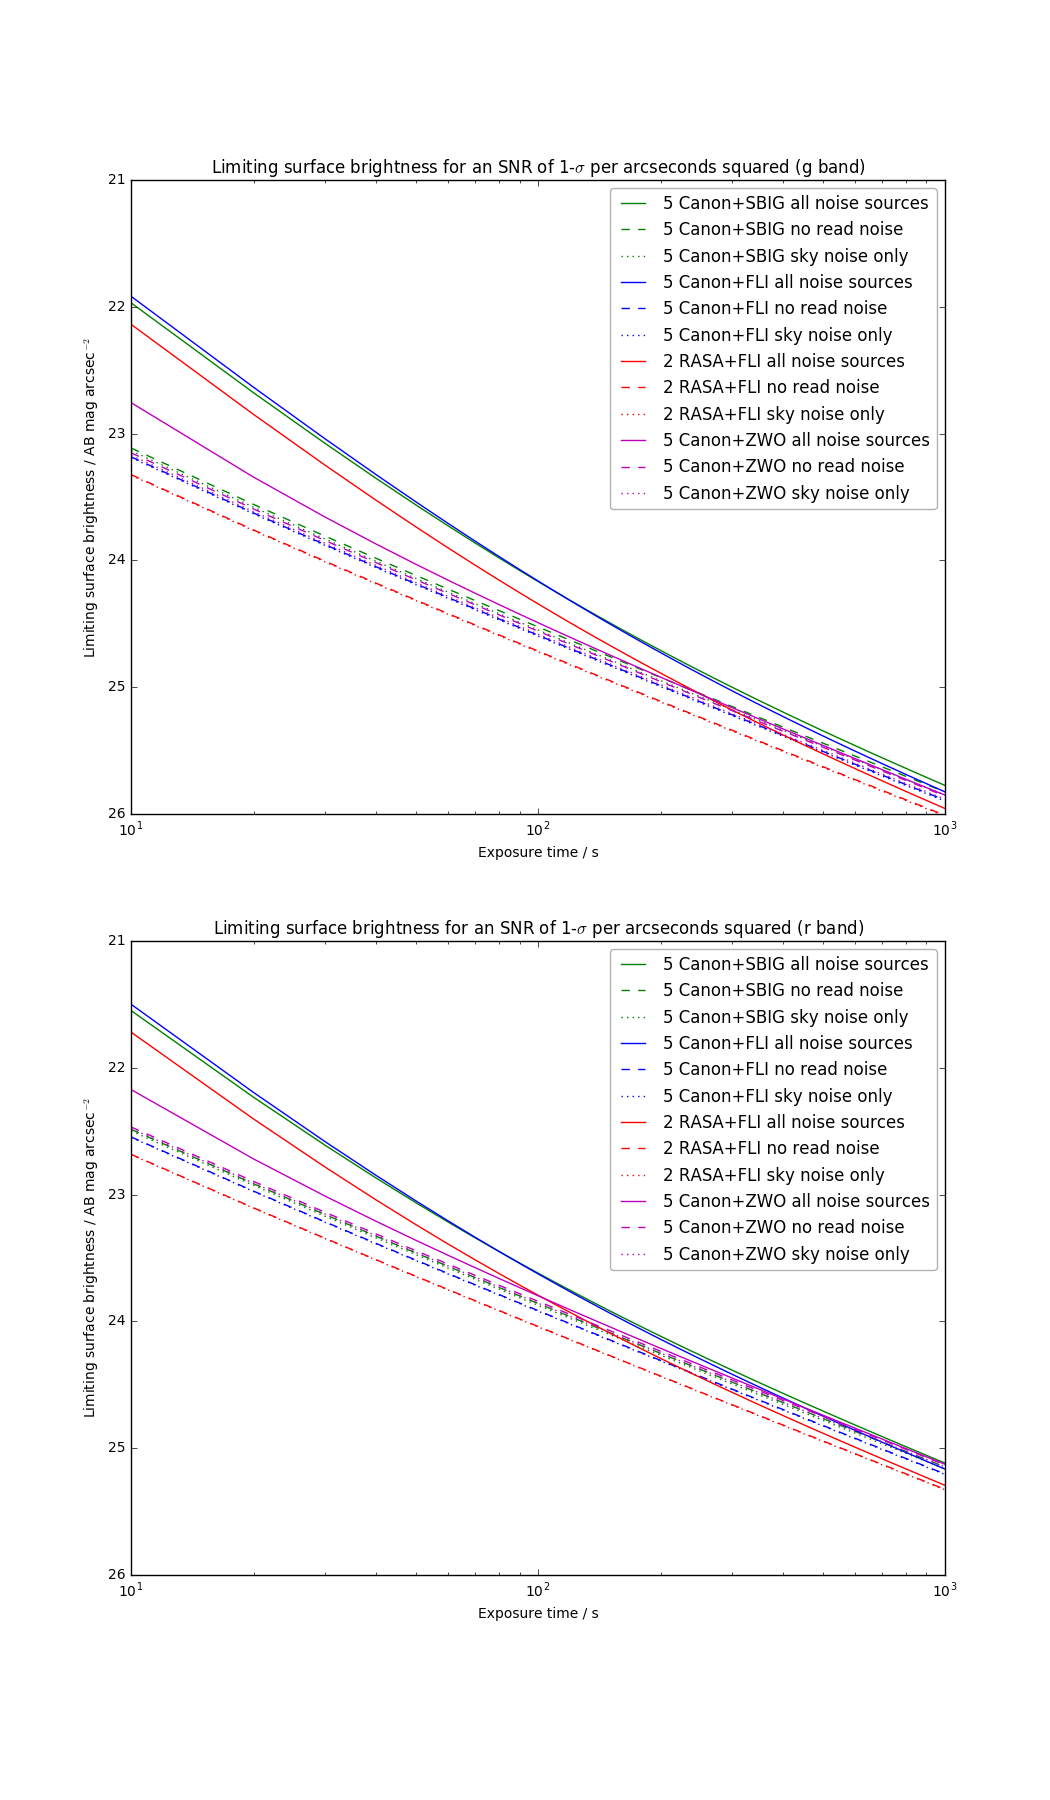 Limiting surface brightness for an SNR of 1-σ per arcseconds squared (g band)
21
22
23
24
25
26
Limiting surface brightness / AB mag arcsec⁻²
5 Canon+SBIG all noise sources
5 Canon+SBIG no read noise
5 Canon+SBIG sky noise only
5 Canon+FLI all noise sources
5 Canon+FLI no read noise
5 Canon+FLI sky noise only
2 RASA+FLI all noise sources
2 RASA+FLI no read noise
2 RASA+FLI sky noise only
5 Canon+ZWO all noise sources
5 Canon+ZWO no read noise
5 Canon+ZWO sky noise only
10¹ 10² 10³
Exposure time / s
Limiting surface brightness for an SNR of 1-σ per arcseconds squared (r band)
21
22
23
24
25
26
Limiting surface brightness / AB mag arcsec⁻²
5 Canon+SBIG all noise sources
5 Canon+SBIG no read noise
5 Canon+SBIG sky noise only
5 Canon+FLI all noise sources
5 Canon+FLI no read noise
5 Canon+FLI sky noise only
2 RASA+FLI all noise sources
2 RASA+FLI no read noise
2 RASA+FLI sky noise only
5 Canon+ZWO all noise sources
5 Canon+ZWO no read noise
5 Canon+ZWO sky noise only
10¹ 10² 10³
Exposure time / s